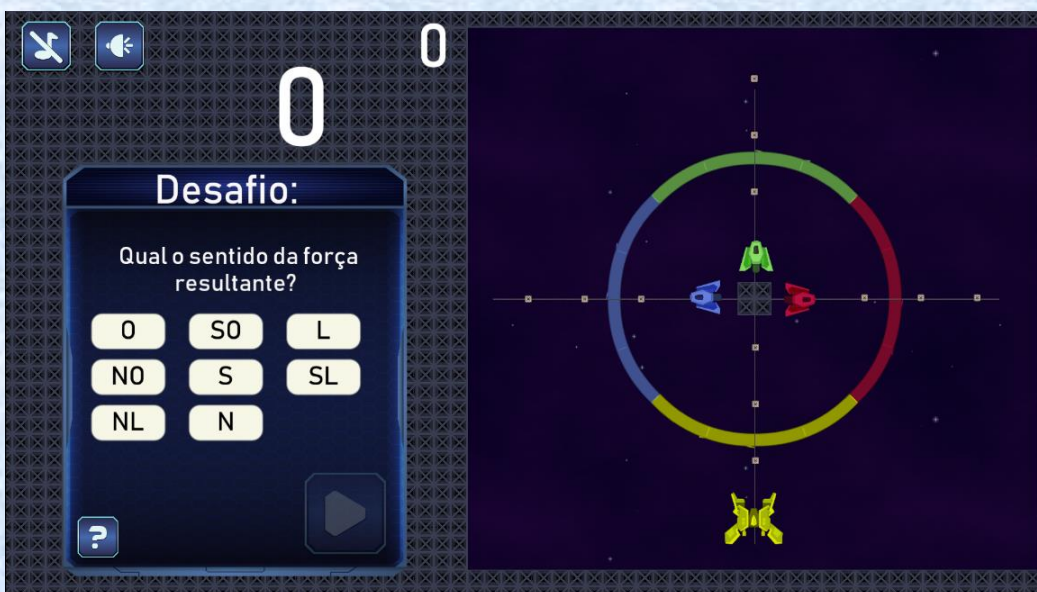 0
0
Desafio:
Qual o sentido da força
resultante?
O SO L
NO S SL
NL N
?